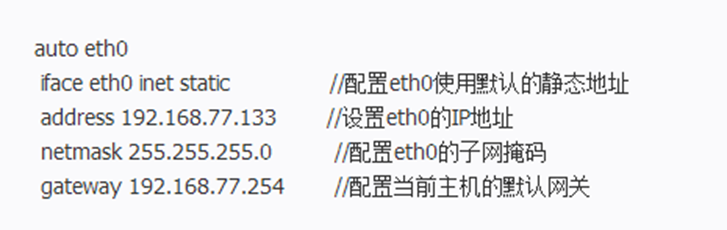 auto eth0
iface eth0 inet static //配置eth0使用默认的静态地址
address 192.168.77.133 //设置eth0的IP地址
netmask 255.255.255.0 //配置eth0的子网掩码
gateway 192.168.77.254 //配置当前主机的默认网关